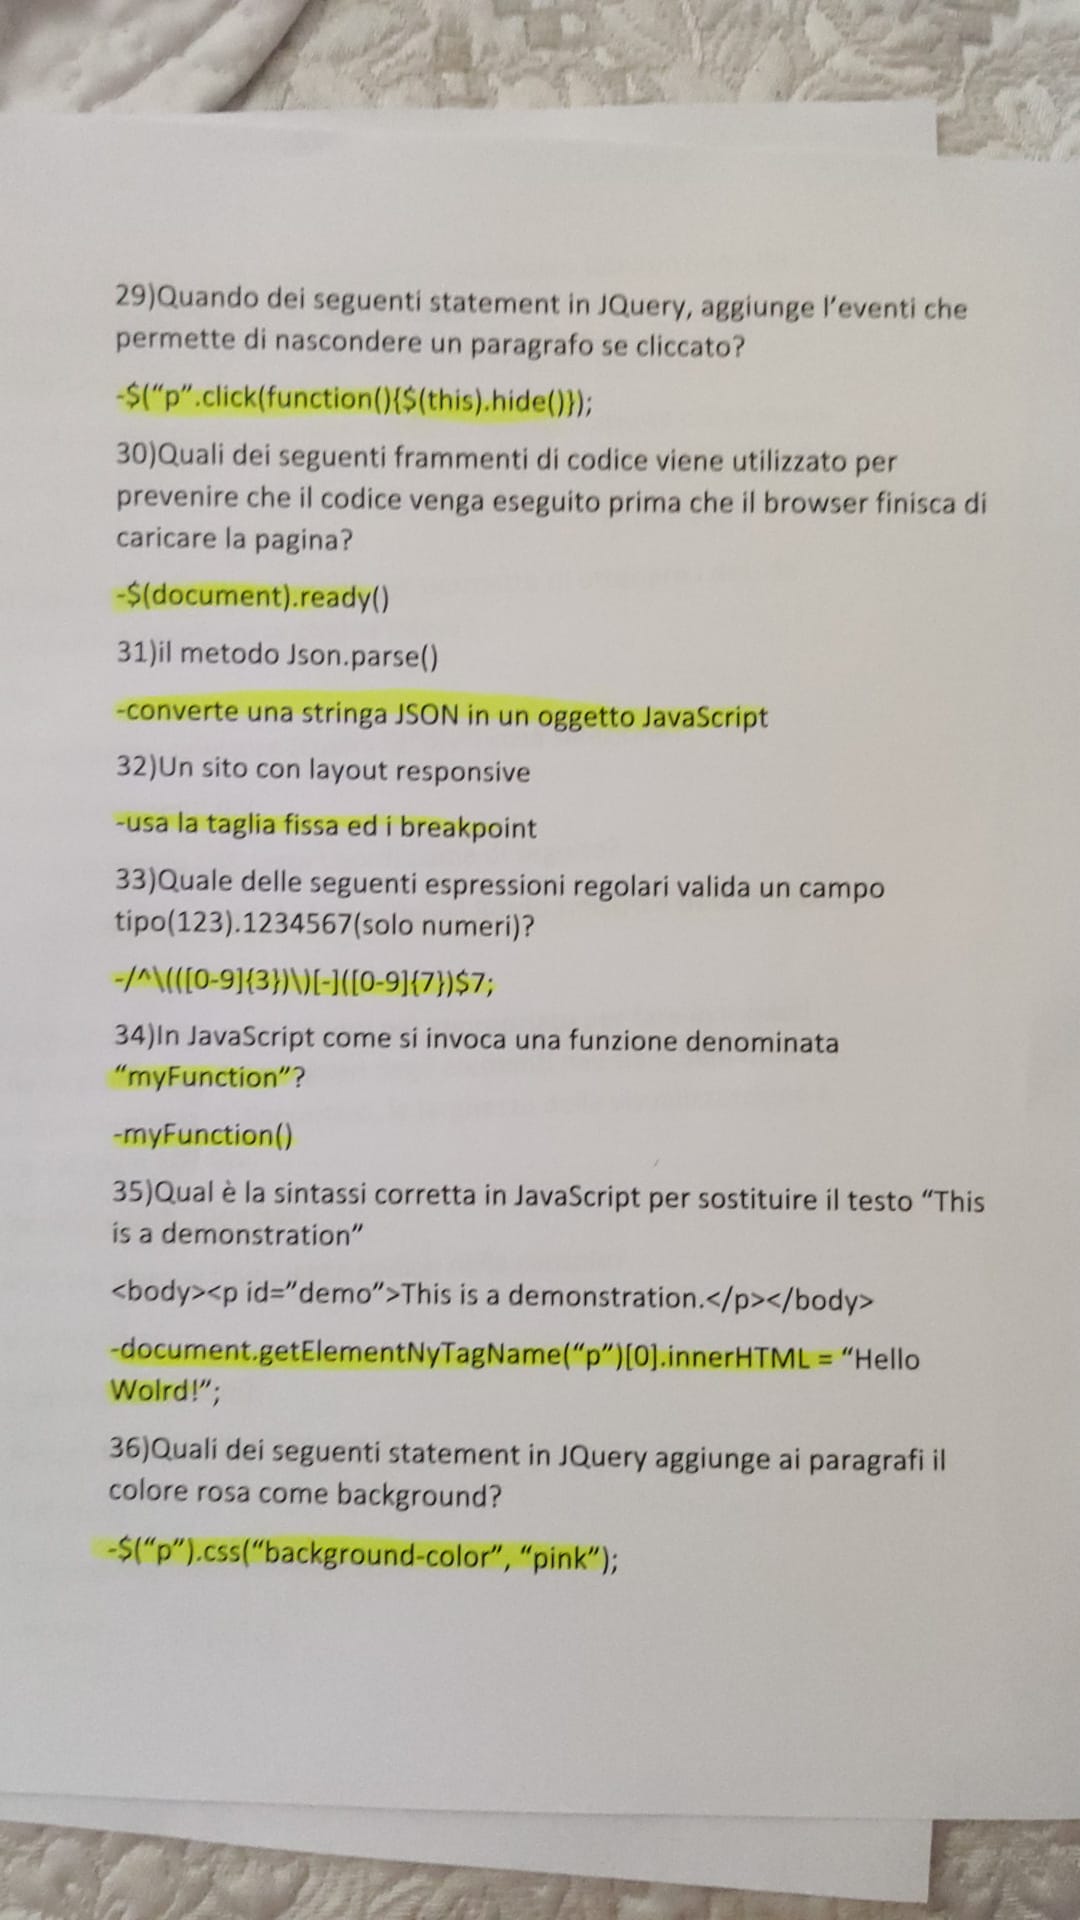 29)Quando dei seguenti statement in JQuery, aggiunge l’eventi che
permette di nascondere un paragrafo se cliccato?
-$(“p”.click(function(){$(this).hide()});
30)Quali dei seguenti frammenti di codice viene utilizzato per
prevenire che il codice venga eseguito prima che il browser finisca di
caricare la pagina?
-$(document).ready()
31)il metodo Json.parse()
-converte una stringa JSON in un oggetto JavaScript
32)Un sito con layout responsive
-usa la taglia fissa ed i breakpoint
33)Quale delle seguenti espressioni regolari valida un campo
tipo(123).1234567(solo numeri)?
-/^\(([0-9]{3})\)[-]([0-9]{7})$7;
34)In JavaScript come si invoca una funzione denominata
“myFunction”?
-myFunction()
35)Qual è la sintassi corretta in JavaScript per sostituire il testo “This
is a demonstration”
<body><p id=”demo”>This is a demonstration.</p></body>
-document.getElementNyTagName(“p”)[0].innerHTML = “Hello
Wolrd!”;
36)Quali dei seguenti statement in JQuery aggiunge ai paragrafi il
colore rosa come background?
-$(“p”).css(“background-color”, “pink”);